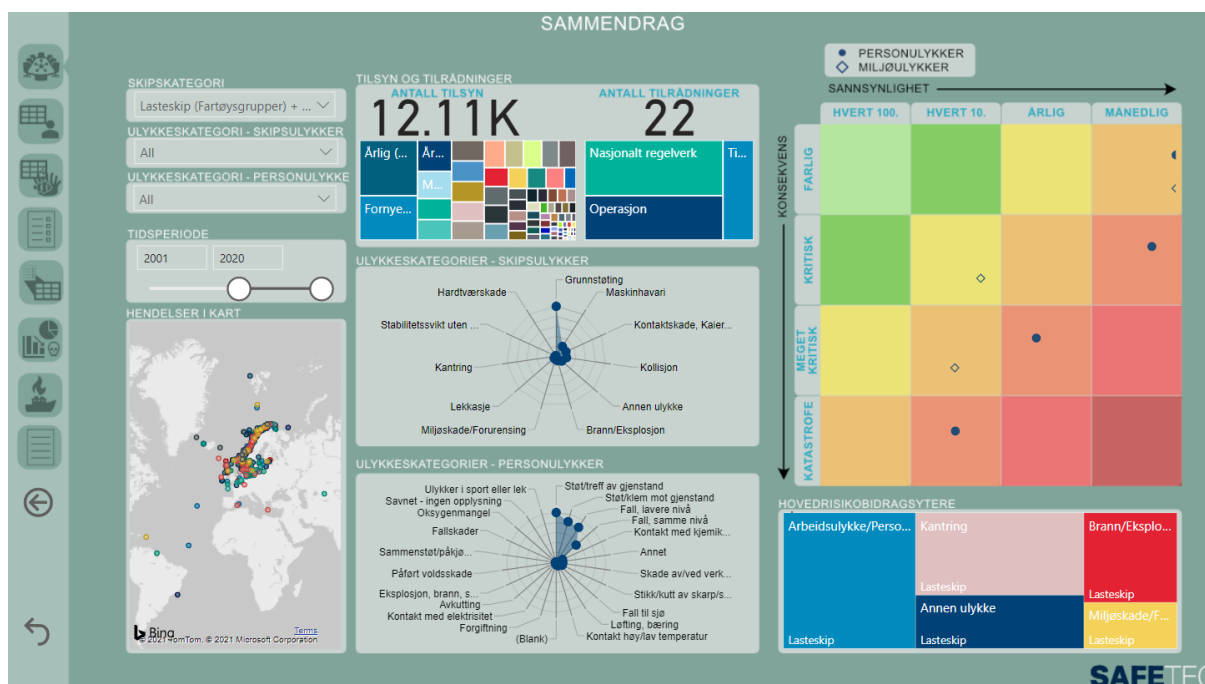 SAMMENDRAG
PERSONULYKKER
MILJØULYKKER
SKIPSKATEGORI
Lasteskip (Fartøysgrupper) + ...
ULYKKESKATEGORI - SKIPSULYKKER
All
ULYKKESKATEGORI - PERSONULYKKE
All
TIDSPERIODE
2001
2020
HENDELSER I KART
Bing
© 2021 TomTom, © 2021 Microsoft Corporation
Terms
TILSYN OG TILRÅDNINGER
ANTALL TILSYN
12.11K
ANTALL TILRÅDNINGER
22
Årlig (...
År...
M...
Fornye...
Nasjonalt regelverk
Ti...
Operasjon
ULYKKESKATEGORIER - SKIPSULYKKER
Grunnstøting
Hardtværskade
Maskinhavari
Stabilitetssvikt uten ...
Kontaktskade, Kaier...
Kantring
Kollisjon
Lekkasje
Annen ulykke
Miljøskade/Forurensing
Brann/Eksplosjon
ULYKKESKATEGORIER - PERSONULYKKER
Støt/treff av gjenstand
Ulykker i sport eller lek
Støt/klem mot gjenstand
Savnet - ingen opplysning
Fall, lavere nivå
Oksygenmangel
Fall, samme nivå
Fallskader
Kontakt med kjemik...
Sammenstøt/påkjø...
Annet
Påført voldsskade
Skade av/ved verk...
Eksplosjon, brann, s...
Stikk/kutt av skarp/s...
Avkutting
Kontakt med elektrisitet
Fall til sjø
Forgiftning
Løfting, bæring
(Blank)
Kontakt høy/lav temperatur
SANNSYNLIGHET
HVERT 100.
HVERT 10.
ÅRLIG
MÅNEDLIG
KONSEKVENS
FARLIG
KRITISK
MEGET
KRITISK
KATASTROFE
HOVEDRISIKOBIDRAGSYTERE
Arbeidsulykke/Perso...
Lasteskip
Kantring
Lasteskip
Annen ulykke
Lasteskip
Brann/Eksplo...
Lasteskip
Miljøskade/F...
Lasteskip
SAFETEC